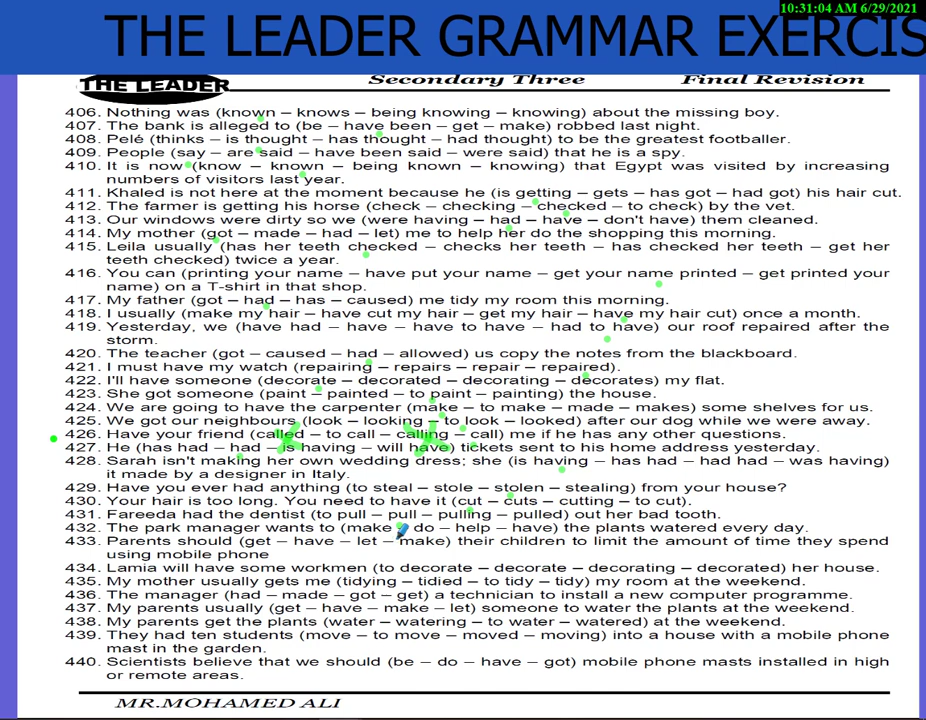 10:31:04 AM 6/29/2021
THE LEADER GRAMMAR EXERCIS
THE LEADER Secondary Three Final Revision
406. Nothing was (known – knows – being knowing – knowing) about the missing boy.
407. The bank is alleged to (be – have been – get – make) robbed last night.
408. Pelé (thinks – is thought – has thought – had thought) to be the greatest footballer.
409. People (say – are said – have been said – were said) that he is a spy.
410. It is now (know – known – being known – knowing) that Egypt was visited by increasing
numbers of visitors last year.
411. Khaled is not here at the moment because he (is getting – gets – has got – had got) his hair cut.
412. The farmer is getting his horse (check – checking – checked – to check) by the vet.
413. Our windows were dirty so we (were having – had – have – don't have) them cleaned.
414. My mother (got – made – had – let) me to help her do the shopping this morning.
415. Leila usually (has her teeth checked – checks her teeth – has checked her teeth – get her
teeth checked) twice a year.
416. You can (printing your name – have put your name – get your name printed – get printed your
name) on a T-shirt in that shop.
417. My father (got – had – has – caused) me tidy my room this morning.
418. I usually (make my hair – have cut my hair – get my hair – have my hair cut) once a month.
419. Yesterday, we (have had – have – have to have – had to have) our roof repaired after the
storm.
420. The teacher (got – caused – had – allowed) us copy the notes from the blackboard.
421. I must have my watch (repairing – repairs – repair – repaired).
422. I'll have someone (decorate – decorated – decorating – decorates) my flat.
423. She got someone (paint – painted – to paint – painting) the house.
424. We are going to have the carpenter (make – to make – made – makes) some shelves for us.
425. We got our neighbours (look – looking – to look – looked) after our dog while we were away.
426. Have your friend (called – to call – calling – call) me if he has any other questions.
427. He (has had – had – is having – will have) tickets sent to his home address yesterday.
428. Sarah isn't making her own wedding dress; she (is having – has had – had had – was having)
it made by a designer in Italy.
429. Have you ever had anything (to steal – stole – stolen – stealing) from your house?
430. Your hair is too long. You need to have it (cut – cuts – cutting – to cut).
431. Fareeda had the dentist (to pull – pull – pulling – pulled) out her bad tooth.
432. The park manager wants to (make – do – help – have) the plants watered every day.
433. Parents should (get – have – let – make) their children to limit the amount of time they spend
using mobile phone
434. Lamia will have some workmen (to decorate – decorate – decorating – decorated) her house.
435. My mother usually gets me (tidying – tidied – to tidy – tidy) my room at the weekend.
436. The manager (had – made – got – get) a technician to install a new computer programme.
437. My parents usually (get – have – make – let) someone to water the plants at the weekend.
438. My parents get the plants (water – watering – to water – watered) at the weekend.
439. They had ten students (move – to move – moved – moving) into a house with a mobile phone
mast in the garden.
440. Scientists believe that we should (be – do – have – got) mobile phone masts installed in high
or remote areas.
MR.MOHAMED ALI